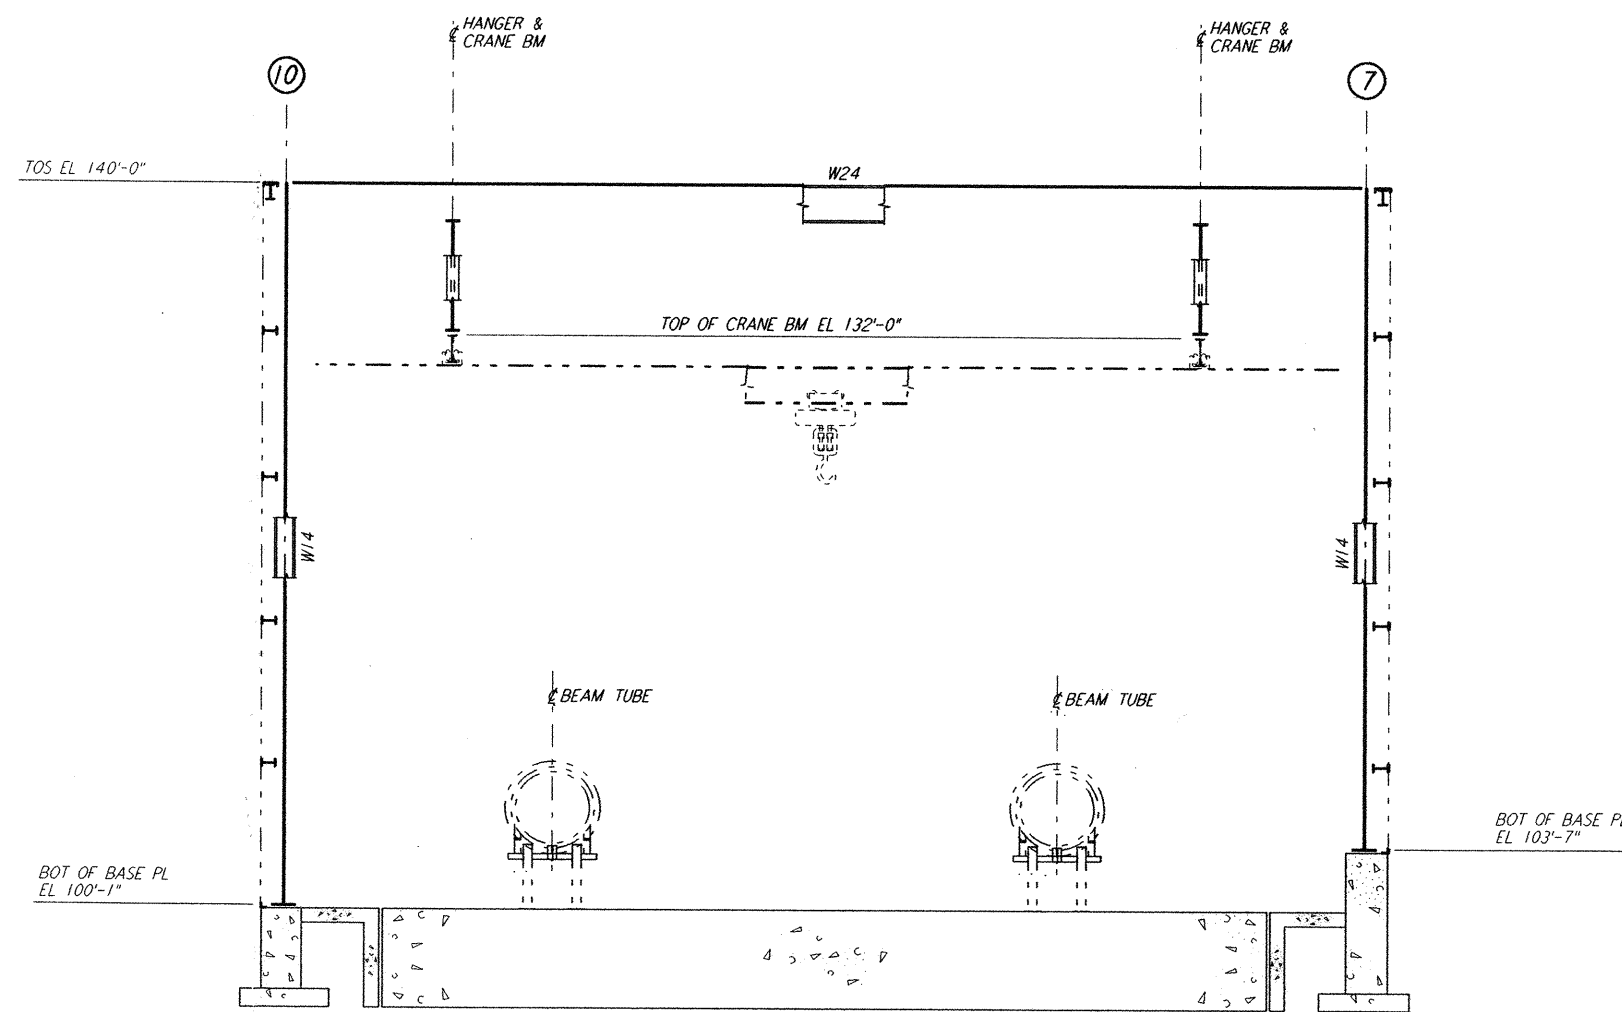 ℄ HANGER &
CRANE BM
℄ HANGER &
CRANE BM
10
7
TOS EL 140'-0"
W24
TOP OF CRANE BM EL 132'-0"
W14
W14
℄ BEAM TUBE
℄ BEAM TUBE
BOT OF BASE PL
EL 103'-7"
BOT OF BASE PL
EL 100'-1"